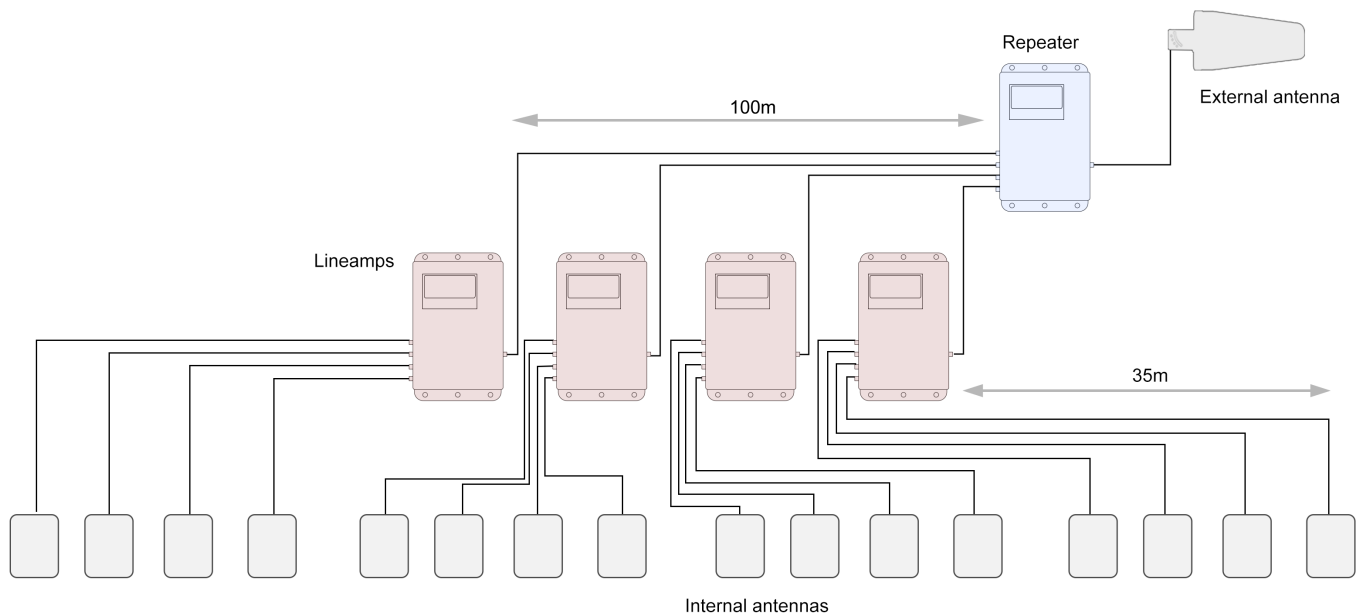 Repeater
External antenna
100m
Lineamps
35m
Internal antennas